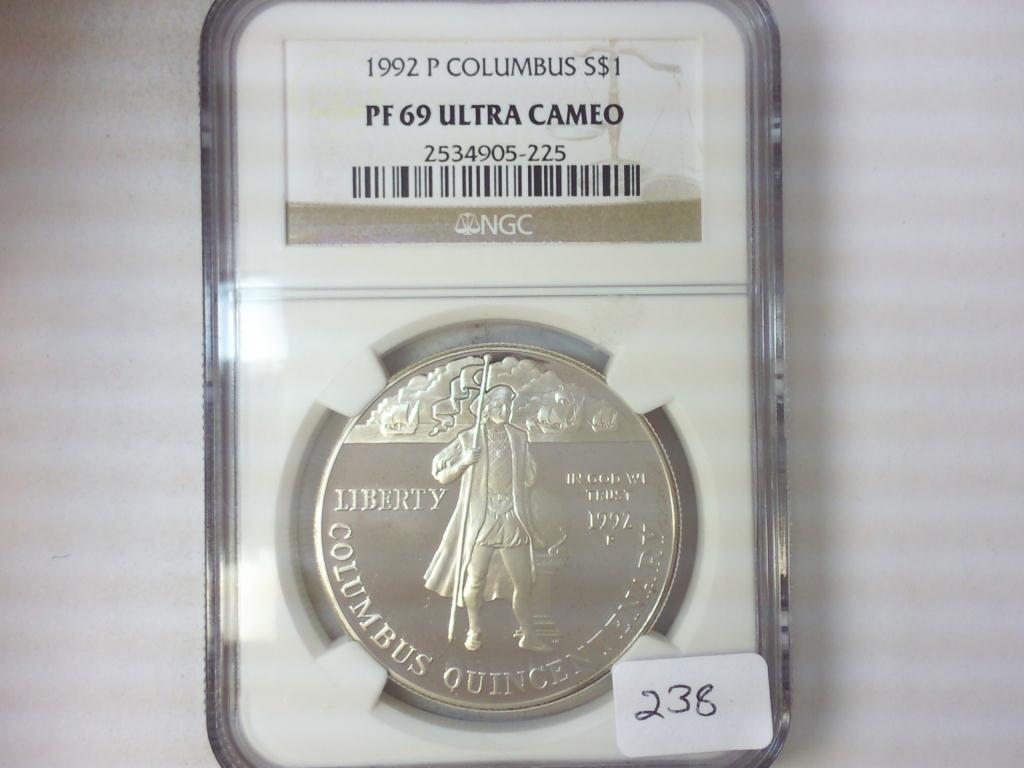 1992 P COLUMBUS S$1
PF 69 ULTRA CAMEO
2534905-225
NGC
LIBERTY
IN GOD WE
TRUST
1992
P
COLUMBUS QUINCENTENARY
238